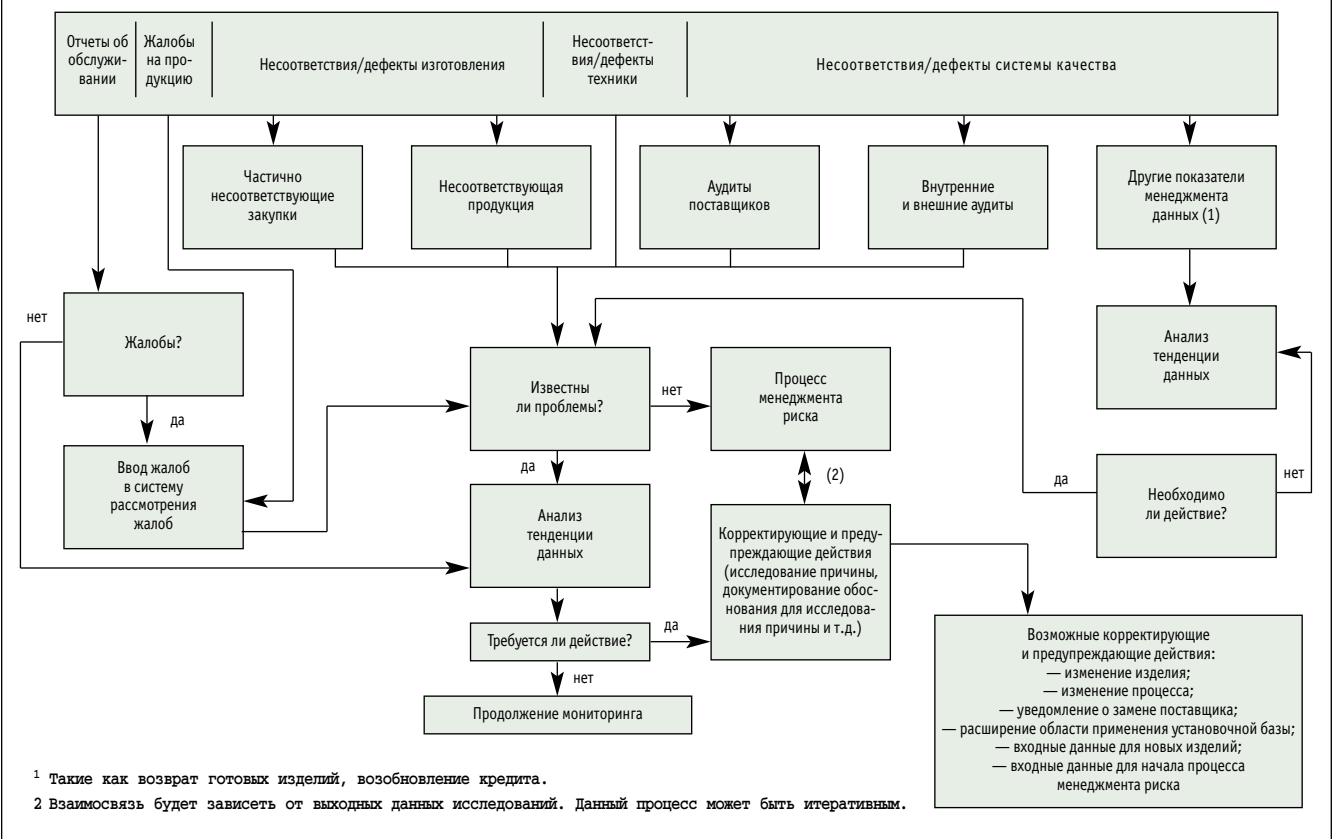 Отчеты об
обслужи-
вании
Жалобы
на про-
дукцию
Несоответствия/дефекты изготовления
Несоответст-
вия/дефекты
техники
Несоответствия/дефекты системы качества
Частично
несоответствующие
закупки
Несоответствующая
продукция
Аудиты
поставщиков
Внутренние
и внешние аудиты
Другие показатели
менеджмента
данных (1)
нет
Жалобы?
да
Ввод жалоб
в систему
рассмотрения
жалоб
Известны
ли проблемы?
нет
Процесс
менеджмента
риска
Анализ
тенденции
данных
да
(2)
да
Необходимо
ли действие?
нет
Анализ
тенденции
данных
Корректирующие и преду-
преждающие действия
(исследование причины,
документирование обос-
нования для исследова-
ния причины и т.д.)
Требуется ли действие?
да
нет
Продолжение мониторинга
Возможные корректирующие
и предупреждающие действия:
— изменение изделия;
— изменение процесса;
— уведомление о замене поставщика;
— расширение области применения установочной базы;
— входные данные для новых изделий;
— входные данные для начала процесса
менеджмента риска
1 Такие как возврат готовых изделий, возобновление кредита.
2 Взаимосвязь будет зависеть от выходных данных исследований. Данный процесс может быть итеративным.